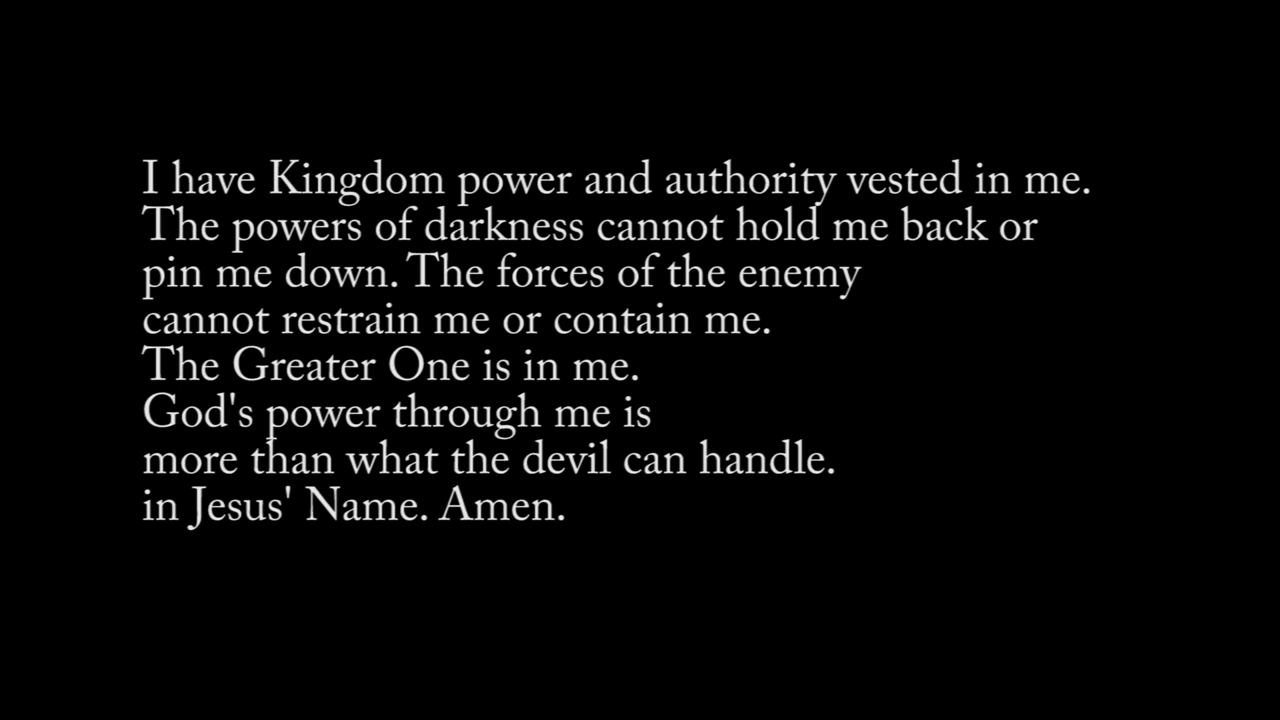 I have Kingdom power and authority vested in me.
The powers of darkness cannot hold me back or
pin me down. The forces of the enemy
cannot restrain me or contain me.
The Greater One is in me.
God's power through me is
more than what the devil can handle.
in Jesus' Name. Amen.